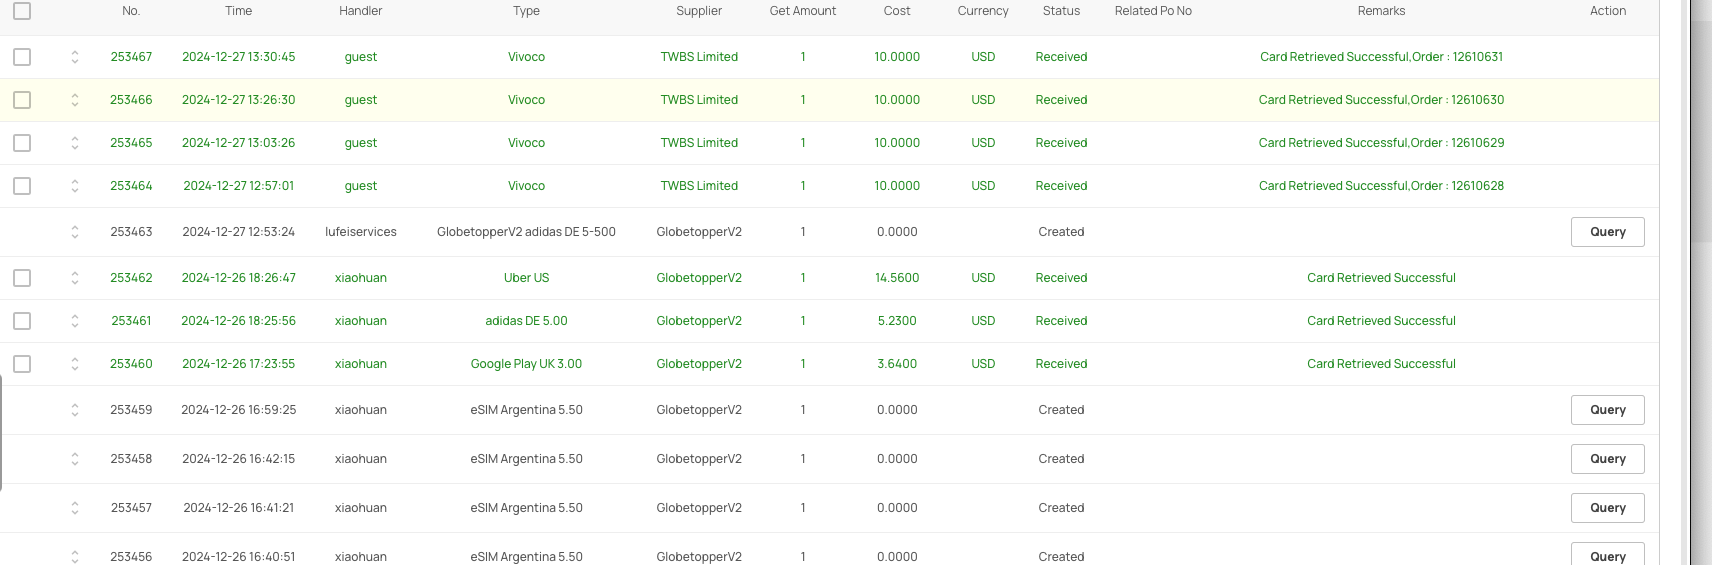 No. Time Handler Type Supplier Get Amount Cost Currency Status Related Po No Remarks Action
253467 2024-12-27 13:30:45 guest Vivoco TWBS Limited 1 10.0000 USD Received Card Retrieved Successful,Order : 12610631
253466 2024-12-27 13:26:30 guest Vivoco TWBS Limited 1 10.0000 USD Received Card Retrieved Successful,Order : 12610630
253465 2024-12-27 13:03:26 guest Vivoco TWBS Limited 1 10.0000 USD Received Card Retrieved Successful,Order : 12610629
253464 2024-12-27 12:57:01 guest Vivoco TWBS Limited 1 10.0000 USD Received Card Retrieved Successful,Order : 12610628
253463 2024-12-27 12:53:24 lufeiservices GlobetopperV2 adidas DE 5-500 GlobetopperV2 1 0.0000 Created Query
253462 2024-12-26 18:26:47 xiaohuan Uber US GlobetopperV2 1 14.5600 USD Received Card Retrieved Successful
253461 2024-12-26 18:25:56 xiaohuan adidas DE 5.00 GlobetopperV2 1 5.2300 USD Received Card Retrieved Successful
253460 2024-12-26 17:23:55 xiaohuan Google Play UK 3.00 GlobetopperV2 1 3.6400 USD Received Card Retrieved Successful
253459 2024-12-26 16:59:25 xiaohuan eSIM Argentina 5.50 GlobetopperV2 1 0.0000 Created Query
253458 2024-12-26 16:42:15 xiaohuan eSIM Argentina 5.50 GlobetopperV2 1 0.0000 Created Query
253457 2024-12-26 16:41:21 xiaohuan eSIM Argentina 5.50 GlobetopperV2 1 0.0000 Created Query
253456 2024-12-26 16:40:51 xiaohuan eSIM Argentina 5.50 GlobetopperV2 1 0.0000 Created Query